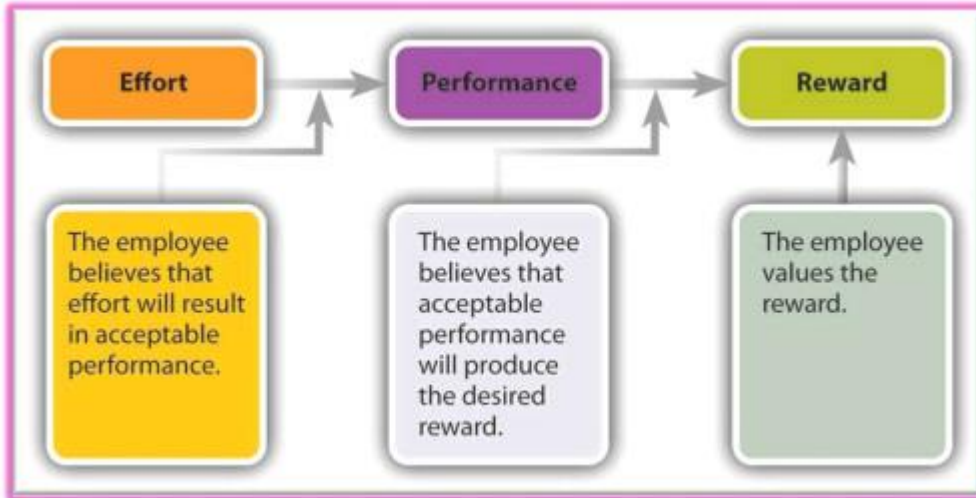 Effort
Performance
Reward
The employee
believes that
effort will result
in acceptable
performance.
The employee
believes that
acceptable
performance
will produce
the desired
reward.
The employee
values the
reward.